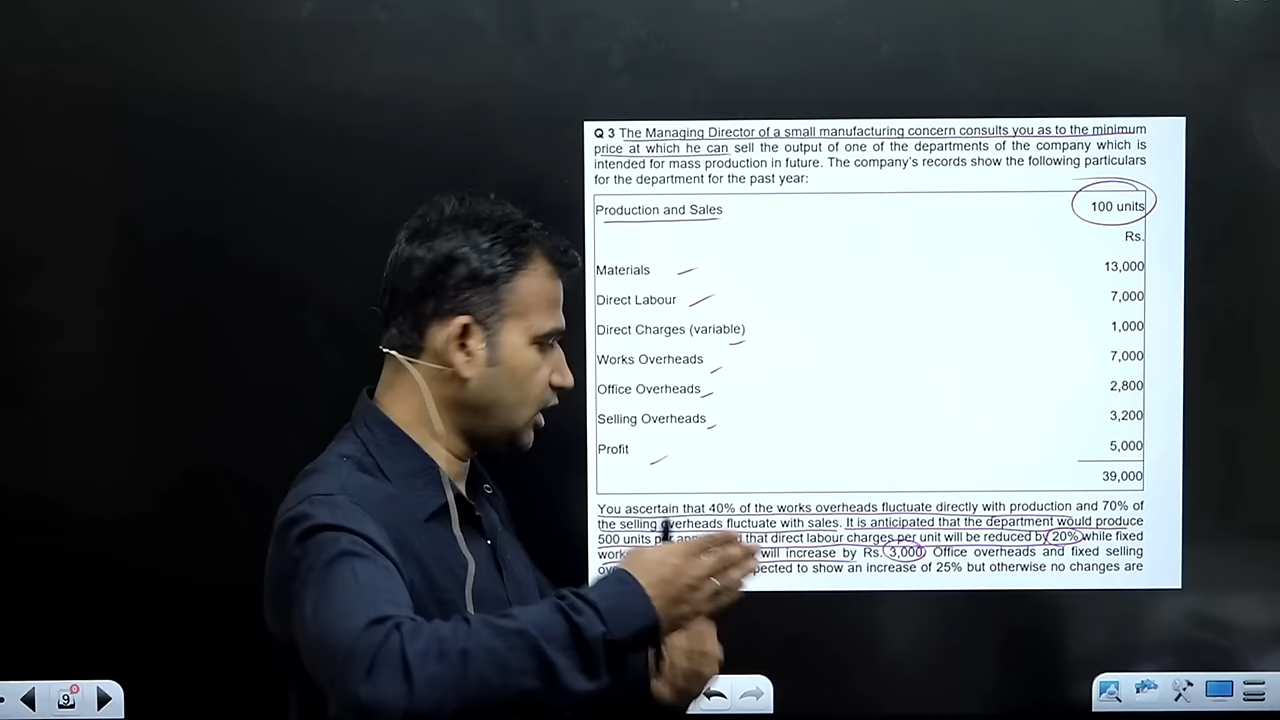 Q 3 The Managing Director of a small manufacturing concern consults you as to the minimum
price at which he can sell the output of one of the departments of the company which is
intended for mass production in future. The company's records show the following particulars
for the department for the past year:
Production and Sales 100 units
Rs.
Materials 13,000
Direct Labour 7,000
Direct Charges (variable) 1,000
Works Overheads 7,000
Office Overheads 2,800
Selling Overheads 3,200
Profit 5,000
39,000
You ascertain that 40% of the works overheads fluctuate directly with production and 70% of
the selling overheads fluctuate with sales. It is anticipated that the department would produce
500 units that direct labour charges per unit will be reduced by 20% while fixed
will increase by Rs. 3,000 Office overheads and fixed selling
to show an increase of 25% but otherwise no changes are
9
0